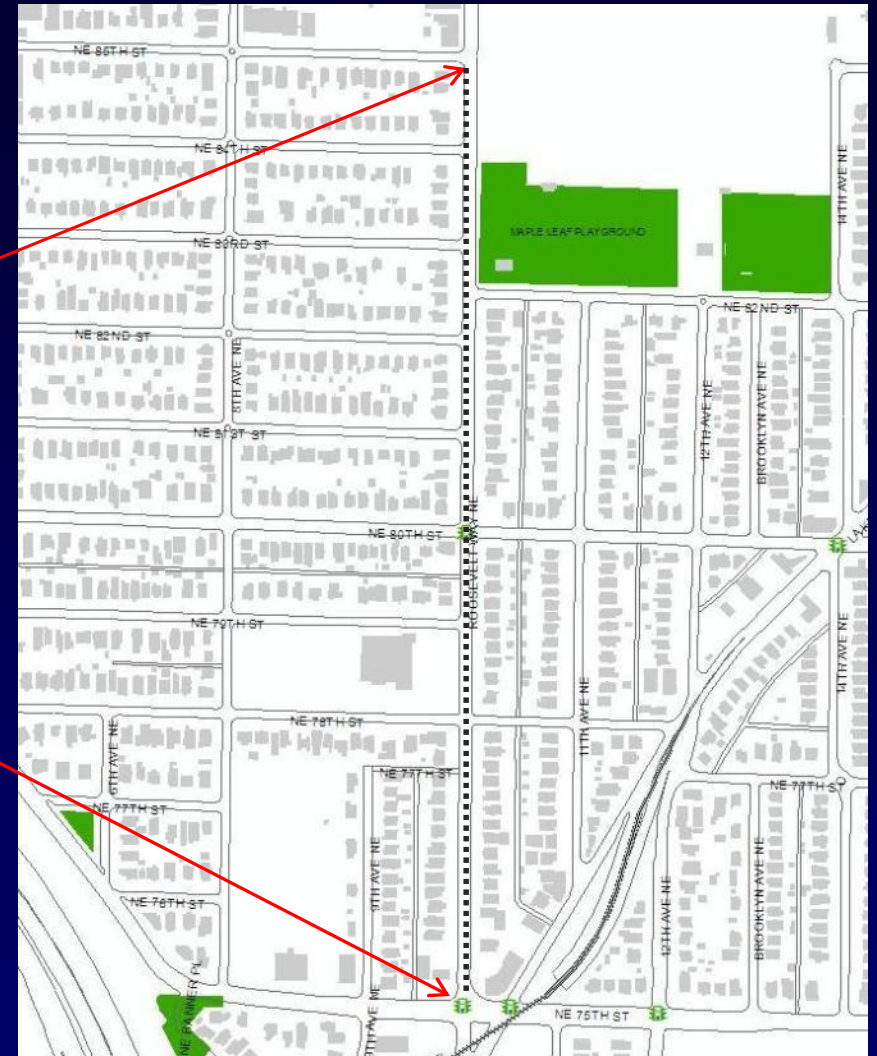 NE 85TH ST
NE 84TH ST
14TH AVE NE
MAPLE LEAF PLAYGROUND
NE 83RD ST
NE 82ND ST
NE 82ND ST
8TH AVE NE
12TH AVE NE
BROOKLYN AVE NE
NE 81ST ST
NE 80TH ST
ROOSEVELT WAY NE
NE 79TH ST
14TH AVE NE
NE 78TH ST
11TH AVE NE
6TH AVE NE
NE 77TH ST
NE 77TH ST
NE 77TH ST
9TH AVE NE
12TH AVE NE
BROOKLYN AVE NE
NE 76TH ST
NE BANNER PL
NE 75TH ST